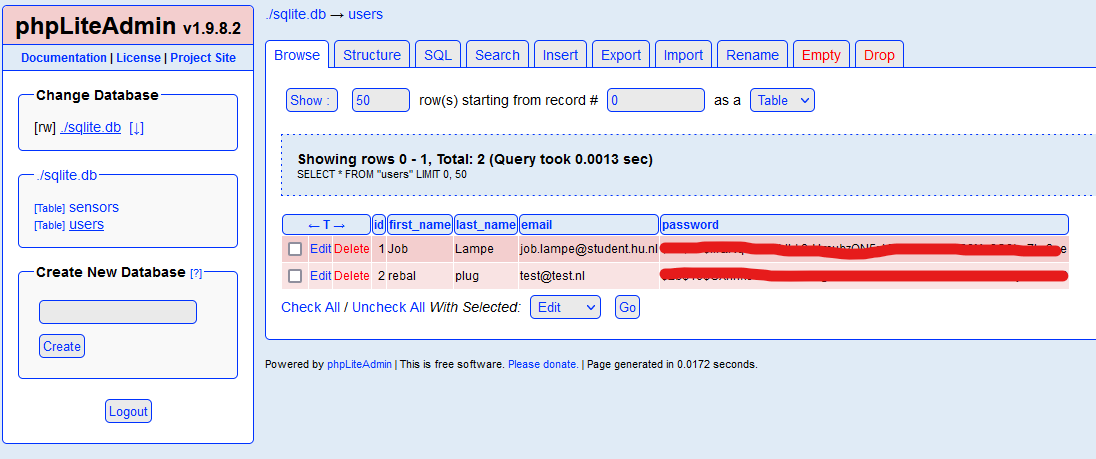 phpLiteAdmin v1.9.8.2
Documentation | License | Project Site
Change Database
[rw] ./sqlite.db [↓]
./sqlite.db
[Table] sensors
[Table] users
Create New Database [?]
Create
Logout
./sqlite.db → users
Browse Structure SQL Search Insert Export Import Rename Empty Drop
Show : 50 row(s) starting from record # 0 as a Table
Showing rows 0 - 1, Total: 2 (Query took 0.0013 sec)
SELECT * FROM "users" LIMIT 0, 50
← T → id first_name last_name email password
Edit Delete 1 Job Lampe job.lampe@student.hu.nl
Edit Delete 2 rebal plug test@test.nl
Check All / Uncheck All With Selected: Edit Go
Powered by phpLiteAdmin | This is free software. Please donate. | Page generated in 0.0172 seconds.